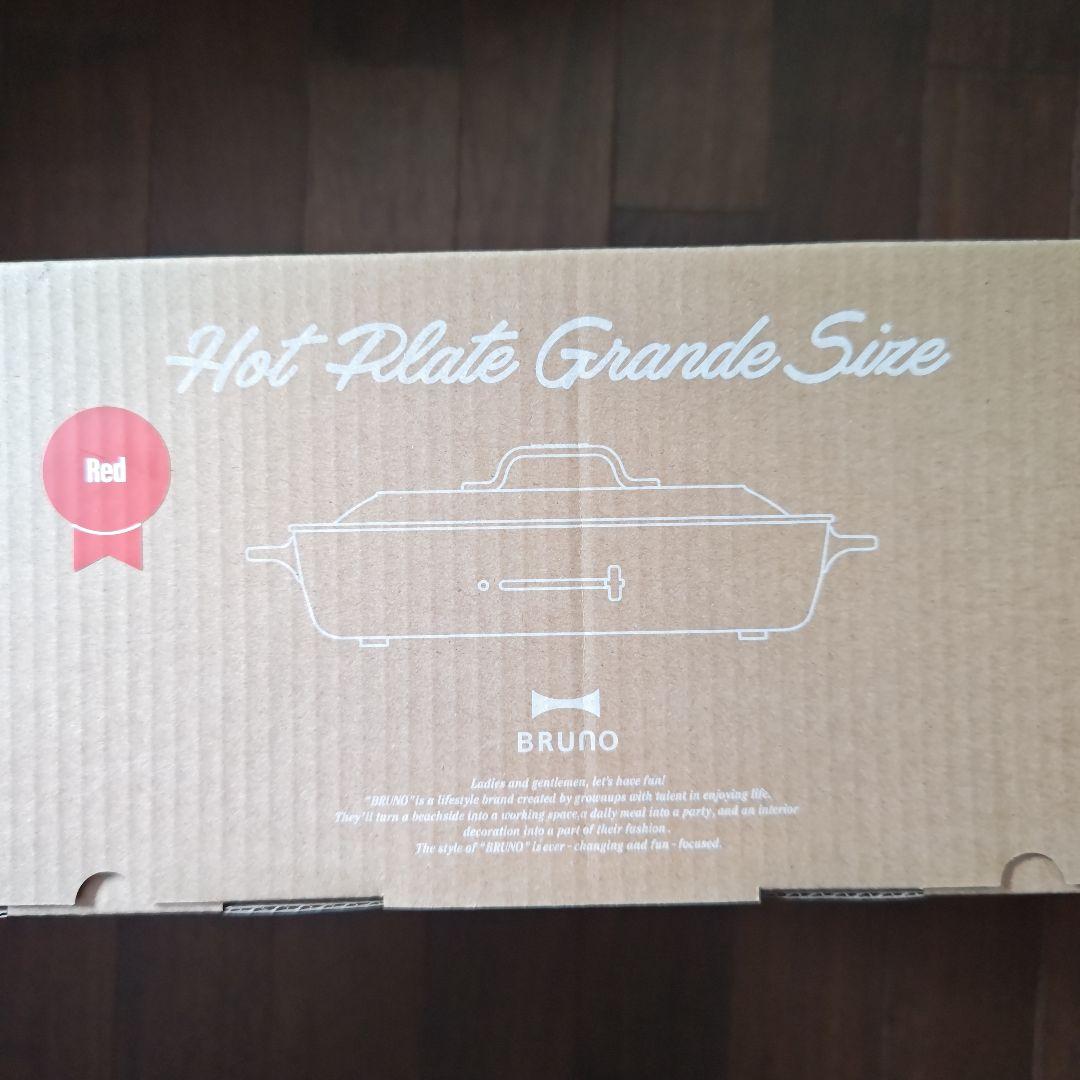 Hot Plate Grande Size
Red
BRUNO
Ladies and gentlemen, let's have fun!
"BRUNO" is a lifestyle brand created by grownups with talent in enjoying life.
They'll turn a beachside into a working space, a daily meal into a party, and an interior
decoration into a part of their fashion.
The style of "BRUNO" is ever - changing and fun - focused.